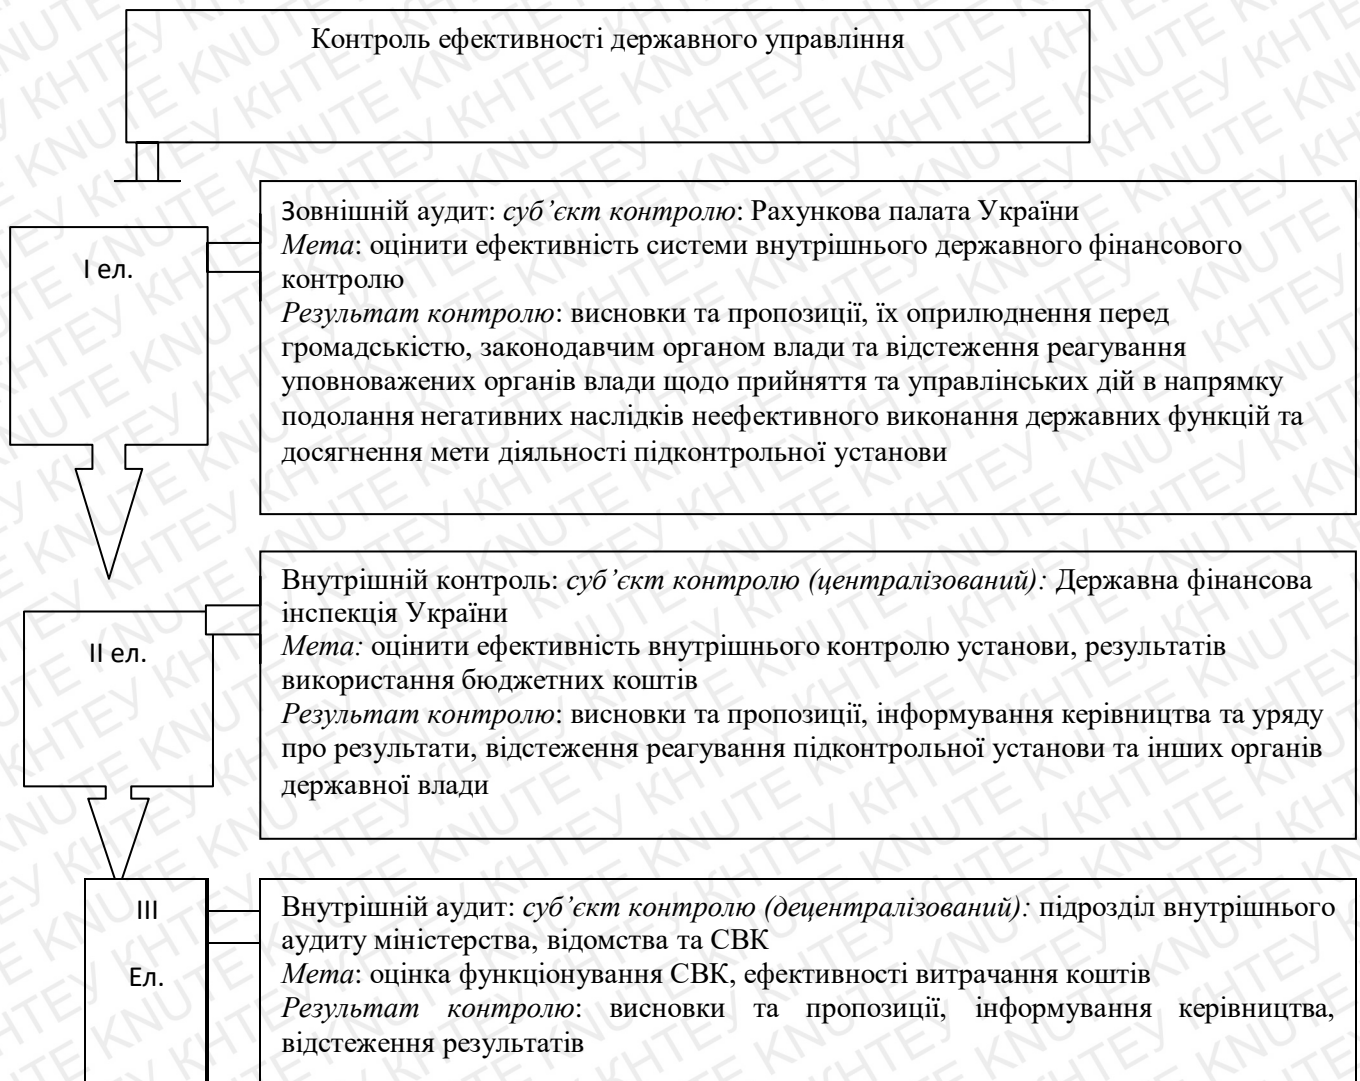 Контроль ефективності державного управління
І ел.
Зовнішній аудит: суб’єкт контролю: Рахункова палата України
Мета: оцінити ефективність системи внутрішнього державного фінансового
контролю
Результат контролю: висновки та пропозиції, їх оприлюднення перед
громадськістю, законодавчим органом влади та відстеження реагування
уповноважених органів влади щодо прийняття та управлінських дій в напрямку
подолання негативних наслідків неефективного виконання державних функцій та
досягнення мети діяльності підконтрольної установи
ІІ ел.
Внутрішній контроль: суб’єкт контролю (централізований): Державна фінансова
інспекція України
Мета: оцінити ефективність внутрішнього контролю установи, результатів
використання бюджетних коштів
Результат контролю: висновки та пропозиції, інформування керівництва та уряду
про результати, відстеження реагування підконтрольної установи та інших органів
державної влади
ІІІ
Ел.
Внутрішній аудит: суб’єкт контролю (децентралізований): підрозділ внутрішнього
аудиту міністерства, відомства та СВК
Мета: оцінка функціонування СВК, ефективності витрачання коштів
Результат контролю: висновки та пропозиції, інформування керівництва,
відстеження результатів